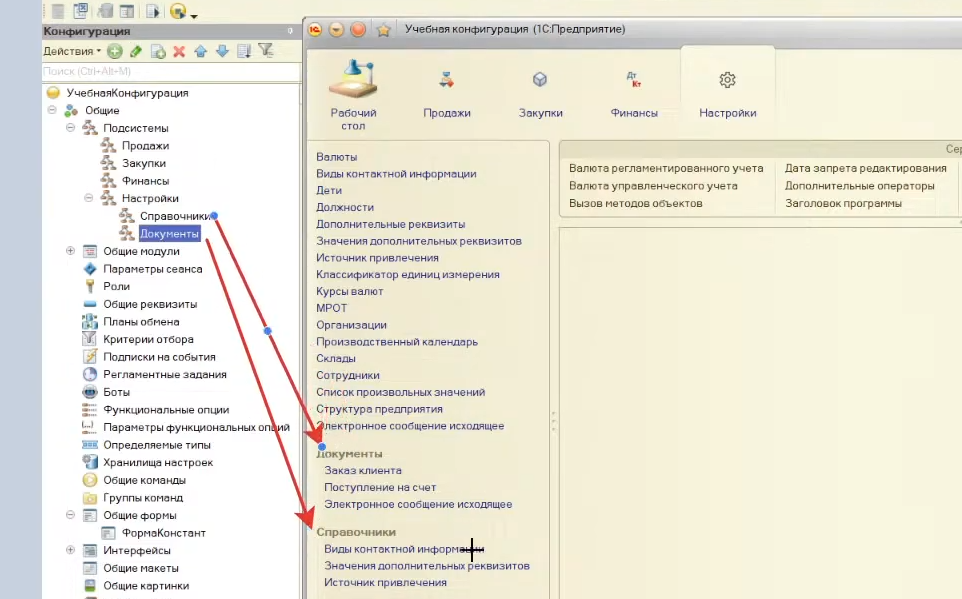 Конфигурация
Действия
Поиск (Ctrl+Alt+M)
УчебнаяКонфигурация
Общие
Подсистемы
Продажи
Закупки
Финансы
Настройки
Справочники
Документы
Общие модули
Параметры сеанса
Роли
Общие реквизиты
Планы обмена
Критерии отбора
Подписки на события
Регламентные задания
Боты
Функциональные опции
Параметры функциональных опций
Определяемые типы
Хранилища настроек
Общие команды
Группы команд
Общие формы
ФормаКонстант
Интерфейсы
Общие макеты
Общие картинки
Учебная конфигурация (1С:Предприятие)
Рабочий
стол
Продажи
Закупки
Дт
Кт
Финансы
Настройки
Валюты
Виды контактной информации
Дети
Должности
Дополнительные реквизиты
Значения дополнительных реквизитов
Источник привлечения
Классификатор единиц измерения
Курсы валют
МРОТ
Организации
Производственный календарь
Склады
Сотрудники
Список произвольных значений
Структура предприятия
Электронное сообщение исходящее
Документы
Заказ клиента
Поступление на счет
Электронное сообщение исходящее
Справочники
Виды контактной информации
Значения дополнительных реквизитов
Источник привлечения
Сер
Валюта регламентированного учета
Дата запрета редактирования
Валюта управленческого учета
Дополнительные операторы
Вызов методов объектов
Заголовок программы